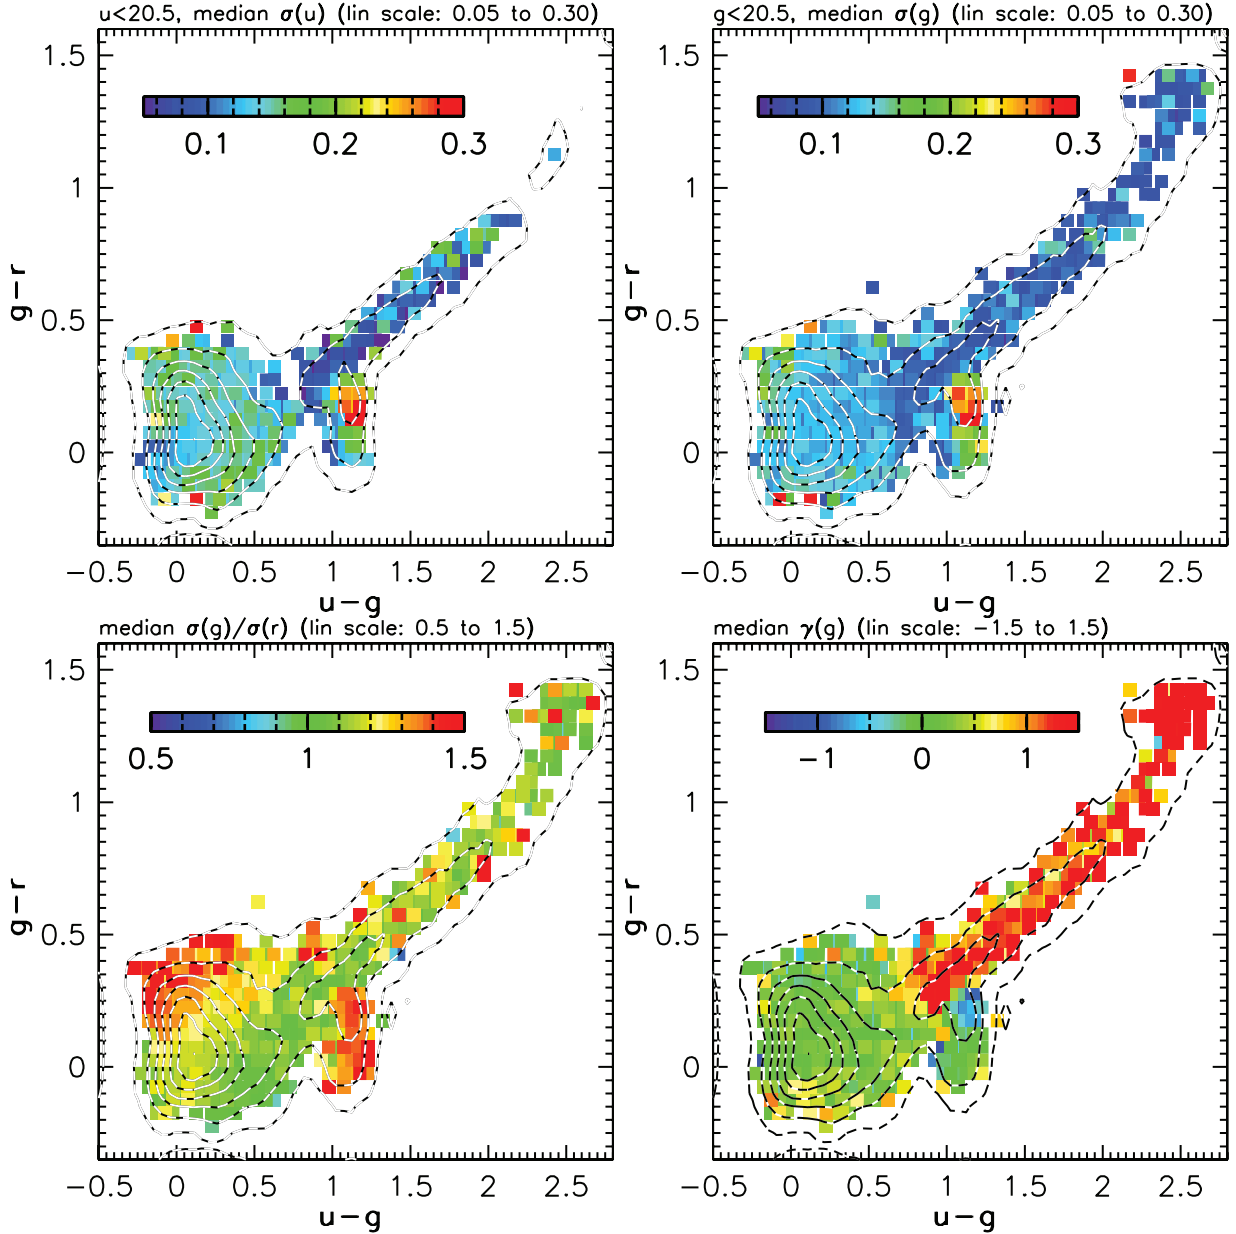 u<20.5, median σ(u) (lin scale: 0.05 to 0.30)
g<20.5, median σ(g) (lin scale: 0.05 to 0.30)
1.5
1
0.5
0
g−r
0.1 0.2 0.3
−0.5 0 0.5 1 1.5 2 2.5
u−g
1.5
1
0.5
0
g−r
0.1 0.2 0.3
−0.5 0 0.5 1 1.5 2 2.5
u−g
median σ(g)/σ(r) (lin scale: 0.5 to 1.5)
median γ(g) (lin scale: −1.5 to 1.5)
1.5
1
0.5
0
g−r
0.5 1 1.5
−0.5 0 0.5 1 1.5 2 2.5
u−g
1.5
1
0.5
0
g−r
−1 0 1
−0.5 0 0.5 1 1.5 2 2.5
u−g